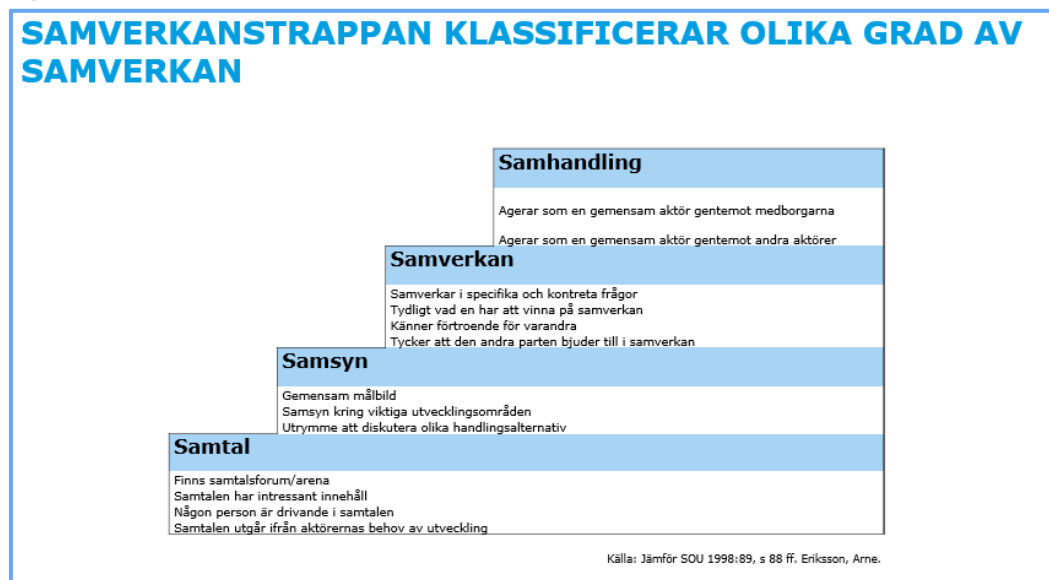 SAMVERKANSTRAPPAN KLASSIFICERAR OLIKA GRAD AV
SAMVERKAN
Samhandling
Agerar som en gemensam aktör gentemot medborgarna
Agerar som en gemensam aktör gentemot andra aktörer
Samverkan
Samverkar i specifika och kontreta frågor
Tydligt vad en har att vinna på samverkan
Känner förtroende för varandra
Tycker att den andra parten bjuder till i samverkan
Samsyn
Gemensam målbild
Samsyn kring viktiga utvecklingsområden
Utrymme att diskutera olika handlingsalternativ
Samtal
Finns samtalsforum/arena
Samtalen har intressant innehåll
Någon person är drivande i samtalen
Samtalen utgår ifrån aktörernas behov av utveckling
Källa: Jämför SOU 1998:89, s 88 ff. Eriksson, Arne.